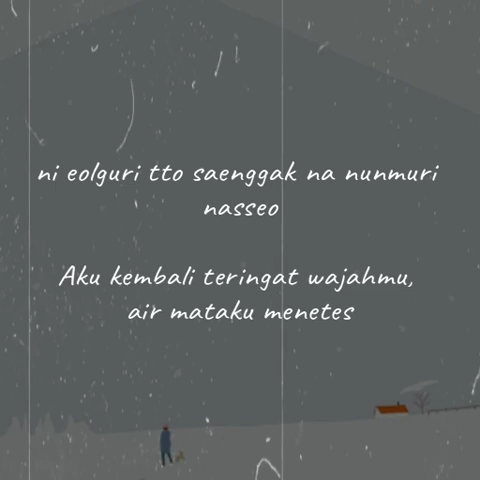 ni eolguri tto saenggak na nunmuri
nasseo
Aku kembali teringat wajahmu,
air mataku menetes